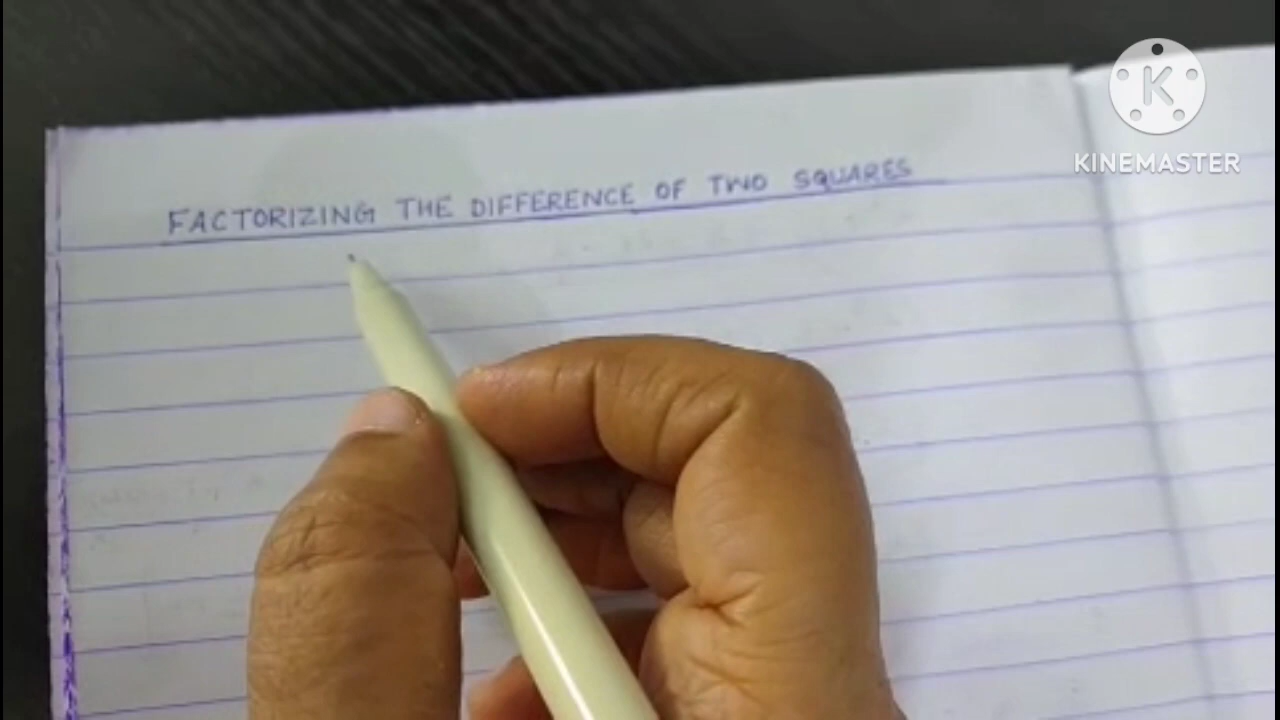 FACTORIZING THE DIFFERENCE OF TWO SQUARES
K
KINEMASTER